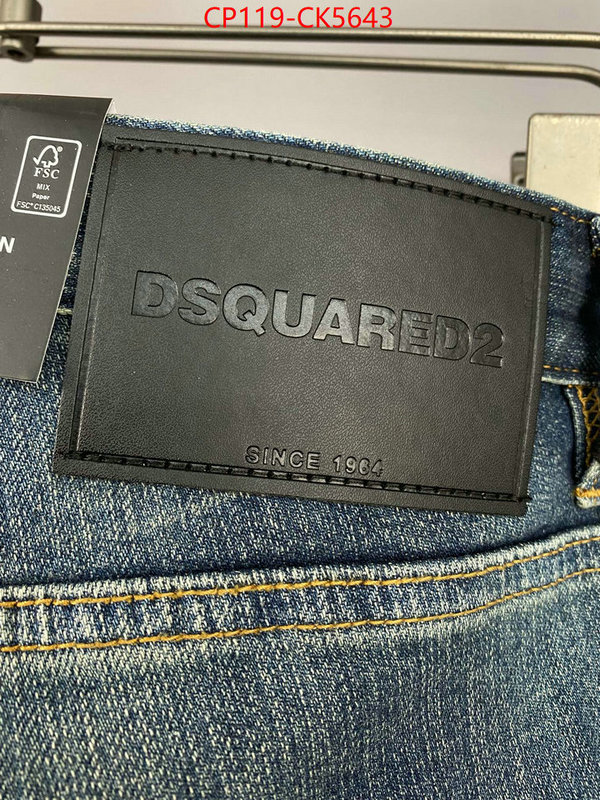 CP119-CK5643
FSC
MIX
Paper
FSC® C135045
N
DSQUARED2
SINCE 1964